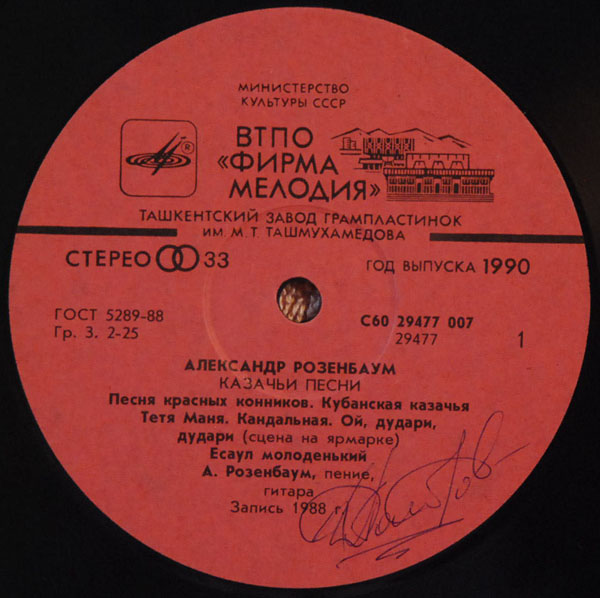 МИНИСТЕРСТВО
КУЛЬТУРЫ СССР
ВТПО
«ФИРМА
МЕЛОДИЯ»
ТАШКЕНТСКИЙ ЗАВОД ГРАМПЛАСТИНОК
ИМ М.Т. ТАШМУХАМЕДОВА
СТЕРЕО 33
ГОД ВЫПУСКА 1990
ГОСТ 5289-88
Гр. 3. 2-25
С60 29477 007
29477
1
АЛЕКСАНДР РОЗЕНБАУМ
КАЗАЧЬИ ПЕСНИ
Песня красных конников. Кубанская казачья
Тетя Маня. Кандальная. Ой, дудари,
дудари (сцена на ярмарке)
Есаул молоденький
А. Розенбаум, пение,
гитара
Запись 1988 г.